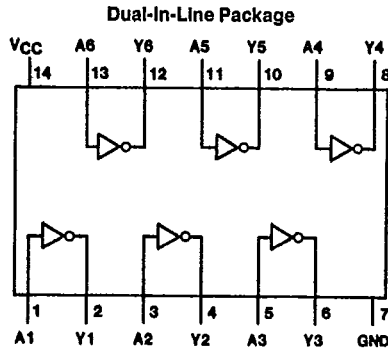 Dual-In-Line Package
VCC A6 Y6 A5 Y5 A4 Y4
14 13 12 11 10 9 8
1 2 3 4 5 6 7
A1 Y1 A2 Y2 A3 Y3 GND